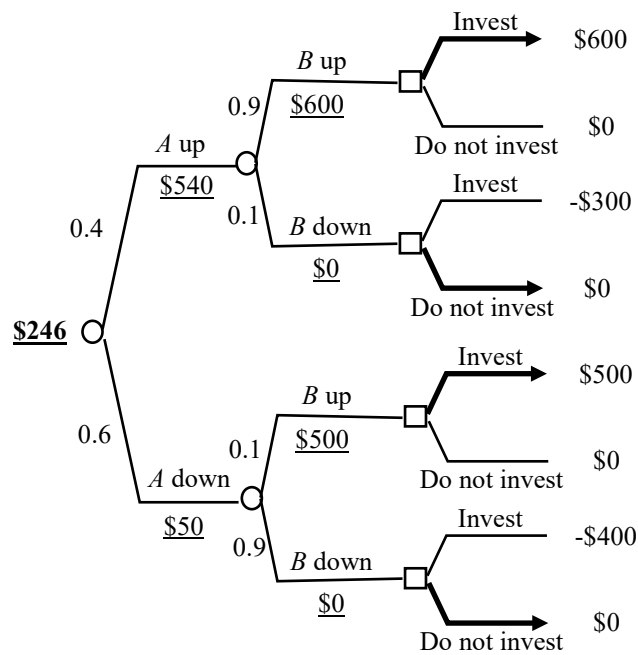 Invest
$600
B up
0.9
$600
$0
Do not invest
A up
$540
Invest
-$300
0.1
B down
0.4
$0
$0
Do not invest
$246
Invest
$500
B up
0.6
0.1
$500
$0
A down
Do not invest
$50
Invest
-$400
0.9
B down
$0
$0
Do not invest